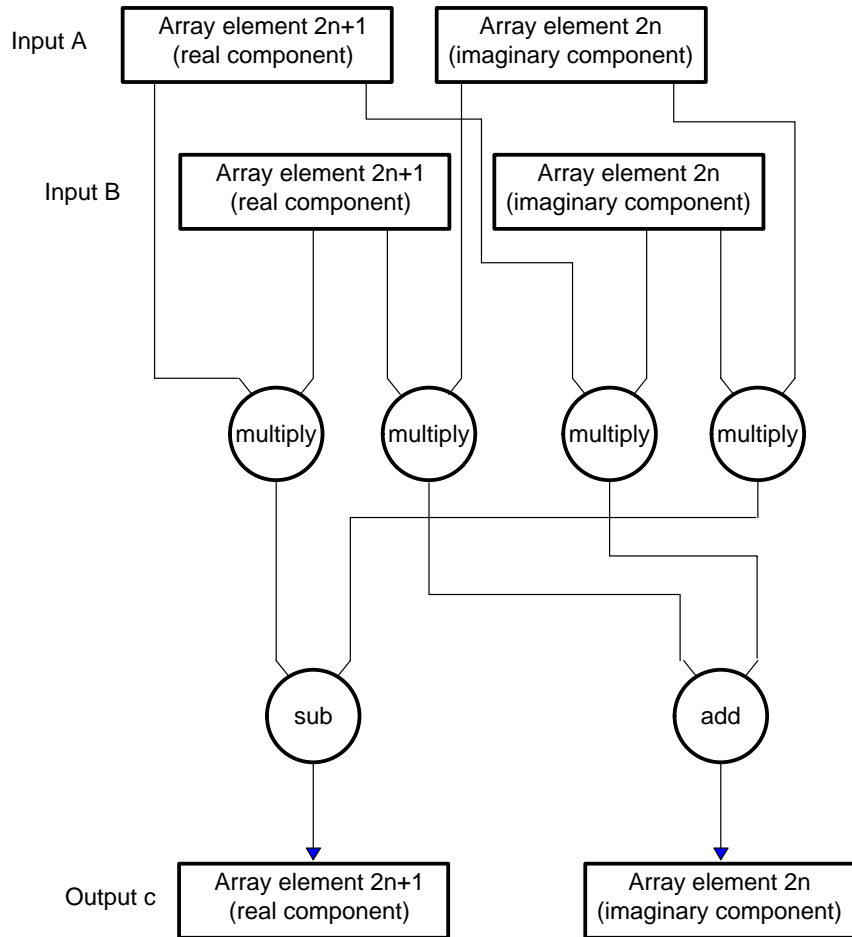 Input A
Array element 2n+1
(real component)
Array element 2n
(imaginary component)
Input B
Array element 2n+1
(real component)
Array element 2n
(imaginary component)
multiply
multiply
multiply
multiply
sub
add
Output c
Array element 2n+1
(real component)
Array element 2n
(imaginary component)